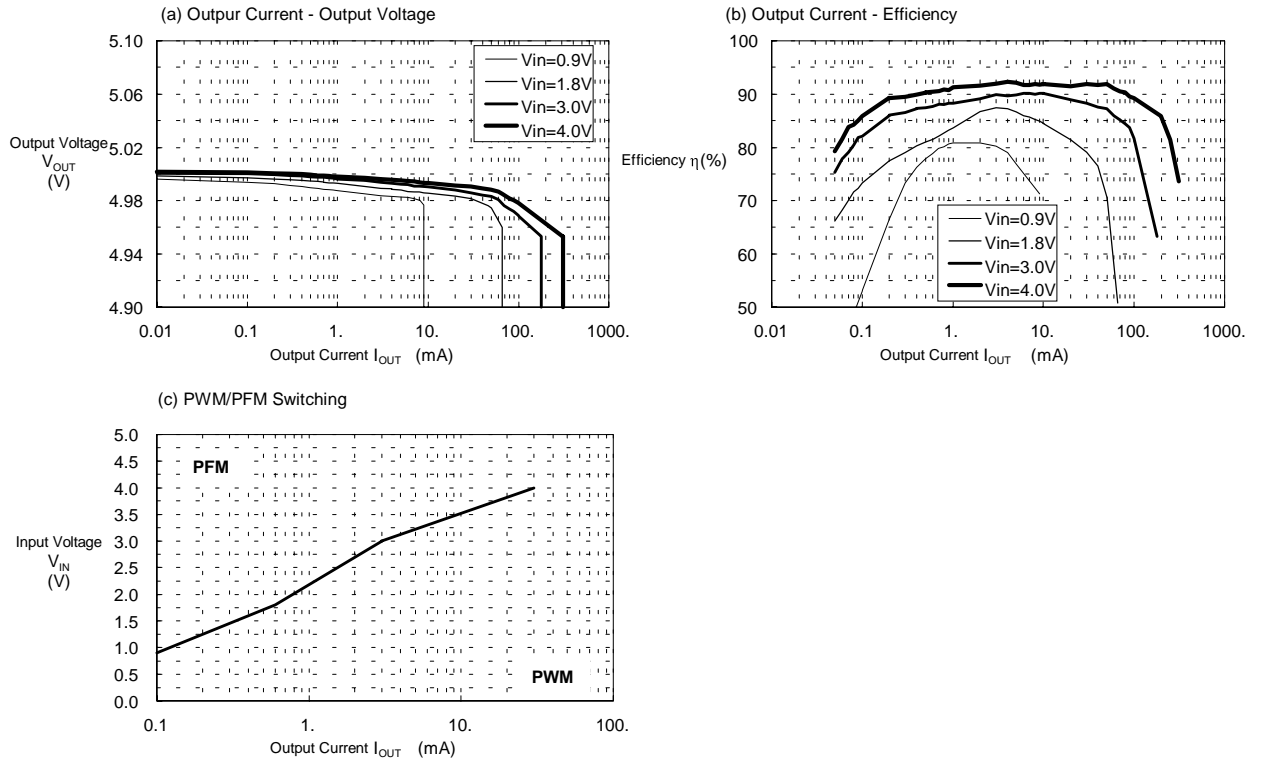 (a) Outpur Current - Output Voltage
5.10
5.06
5.02
4.98
4.94
4.90
Output Voltage
VOUT
(V)
Vin=0.9V
Vin=1.8V
Vin=3.0V
Vin=4.0V
0.01 0.1 1. 10. 100. 1000.
Output Current IOUT (mA)
(b) Output Current - Efficiency
100
90
80
70
60
50
Efficiency η(%)
Vin=0.9V
Vin=1.8V
Vin=3.0V
Vin=4.0V
0.01 0.1 1. 10. 100. 1000.
Output Current IOUT (mA)
(c) PWM/PFM Switching
5.0
4.5
4.0
3.5
3.0
2.5
2.0
1.5
1.0
0.5
0.0
Input Voltage
VIN
(V)
PFM
PWM
0.1 1. 10. 100.
Output Current IOUT (mA)